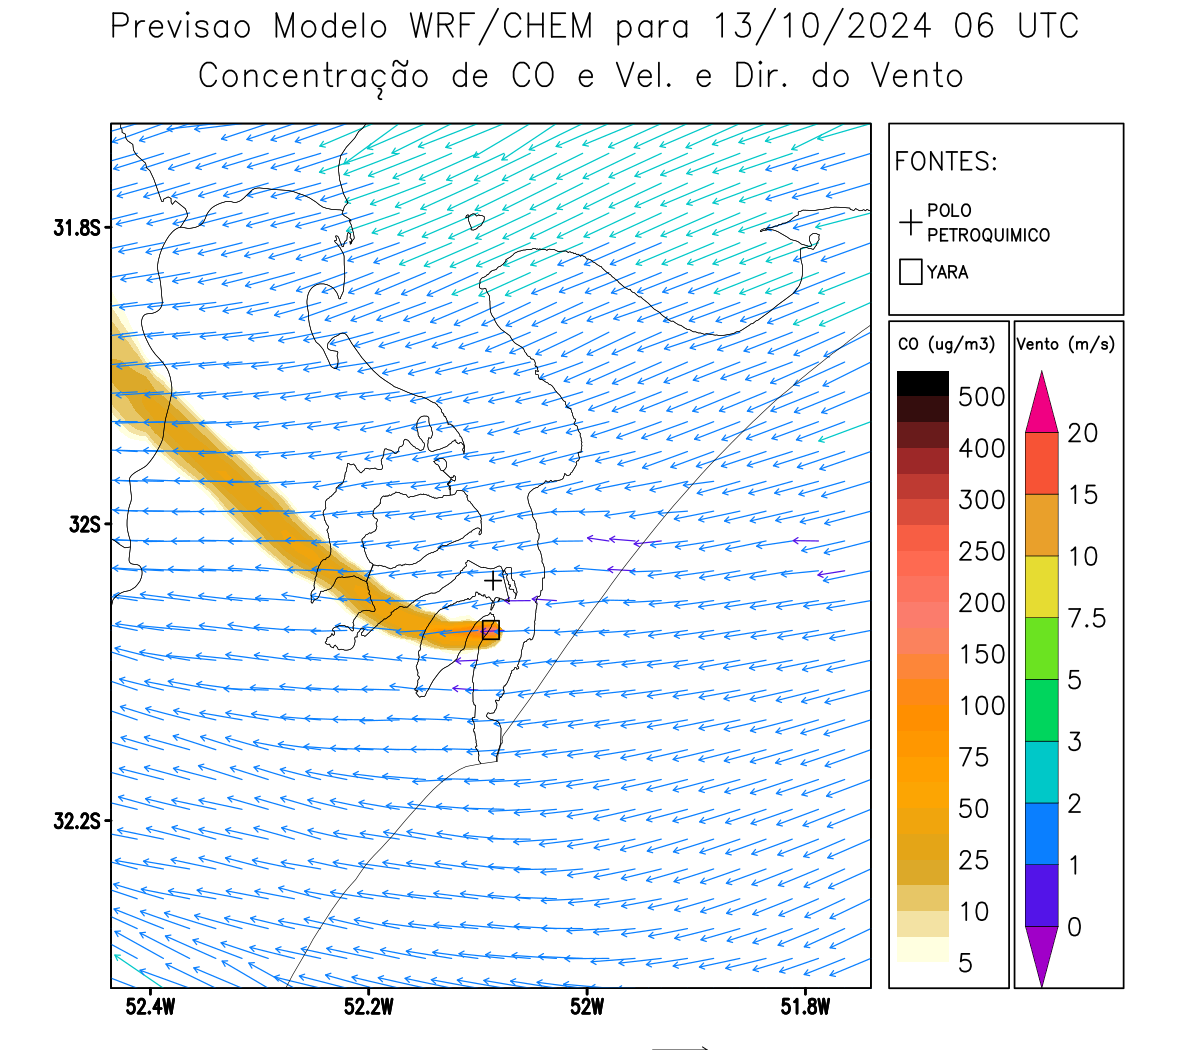 Previsao Modelo WRF/CHEM para 13/10/2024 06 UTC
Concentração de CO e Vel. e Dir. do Vento
FONTES:
POLO
PETROQUIMICO
YARA
CO (ug/m3)
500
400
300
250
200
150
100
75
50
25
10
5
Vento (m/s)
20
15
10
7.5
5
3
2
1
0
31.8S
32S
32.2S
52.4W
52.2W
52W
51.8W